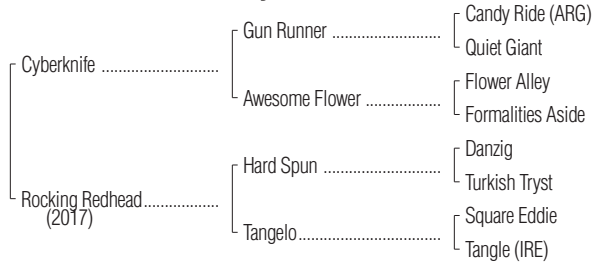 Candy Ride (ARG)
Gun Runner ......................
Quiet Giant
Cyberknife ........................
Flower Alley
Awesome Flower ...............
Formalities Aside
Danzig
Hard Spun ........................
Turkish Tryst
Rocking Redhead...............
(2017)
Square Eddie
Tangelo.............................
Tangle (IRE)